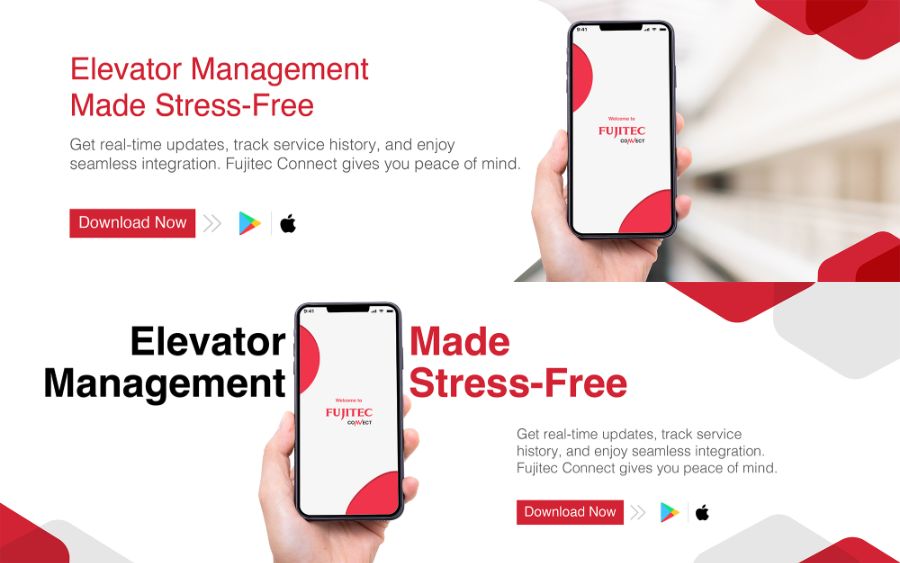 Elevator Management
Made Stress-Free
Get real-time updates, track service history, and enjoy
seamless integration. Fujitec Connect gives you peace of mind.
Download Now
9:41
Welcome to
FUJITEC
CONNECT
Elevator
Management
9:41
Welcome to
FUJITEC
CONNECT
Made
Stress-Free
Get real-time updates, track service
history, and enjoy seamless integration.
Fujitec Connect gives you peace of mind.
Download Now